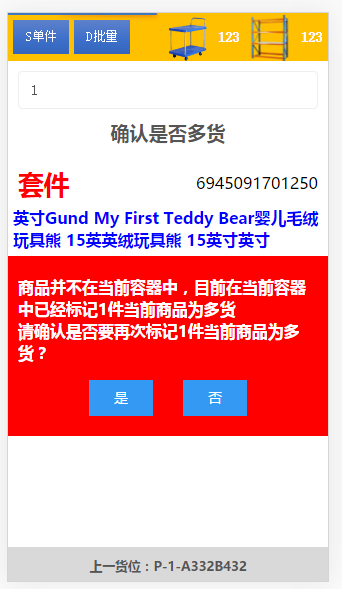 S单件 D批量 123 123
1
确认是否多货
套件 6945091701250
英寸Gund My First Teddy Bear婴儿毛绒
玩具熊 15英英绒玩具熊 15英寸英寸
商品并不在当前容器中，目前在当前容器
中已经标记1件当前商品为多货
请确认是否要再次标记1件当前商品为多
货？
是 否
上一货位：P-1-A332B432